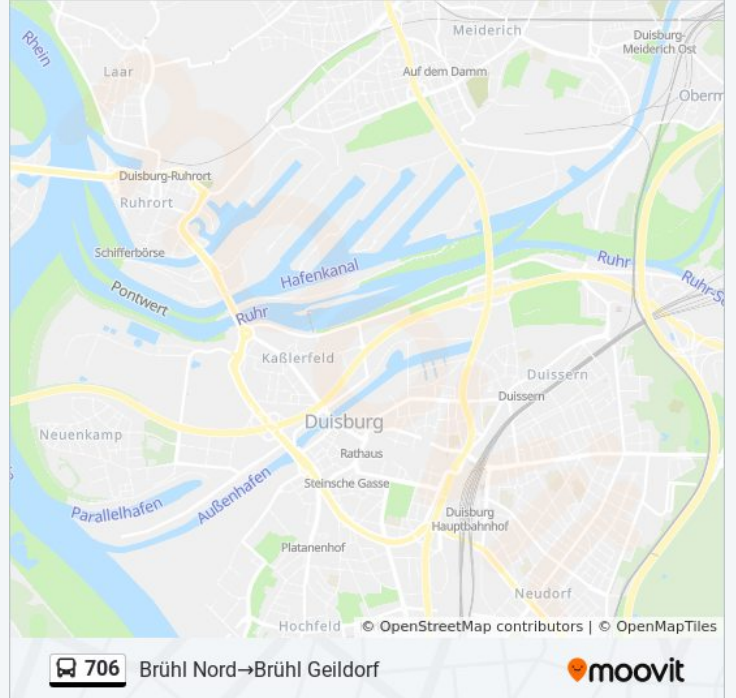 Rhein
Meiderich
Duisburg-
Meiderich Ost
Laar
Auf dem Damm
Oberm
Duisburg-Ruhrort
Ruhrort
Schifferbörse
Hafenkanal
Ruhr
Ruhr-S
Pontwert
Ruhr
Kaßlerfeld
Duissern
Duissern
Duisburg
Neuenkamp
Rathaus
Steinsche Gasse
Außenhafen
Parallelhafen
Duisburg
Hauptbahnhof
Platanenhof
Neudorf
Hochfeld
© OpenStreetMap contributors | © OpenMapTiles
706 Brühl Nord→Brühl Geildorf
moovit